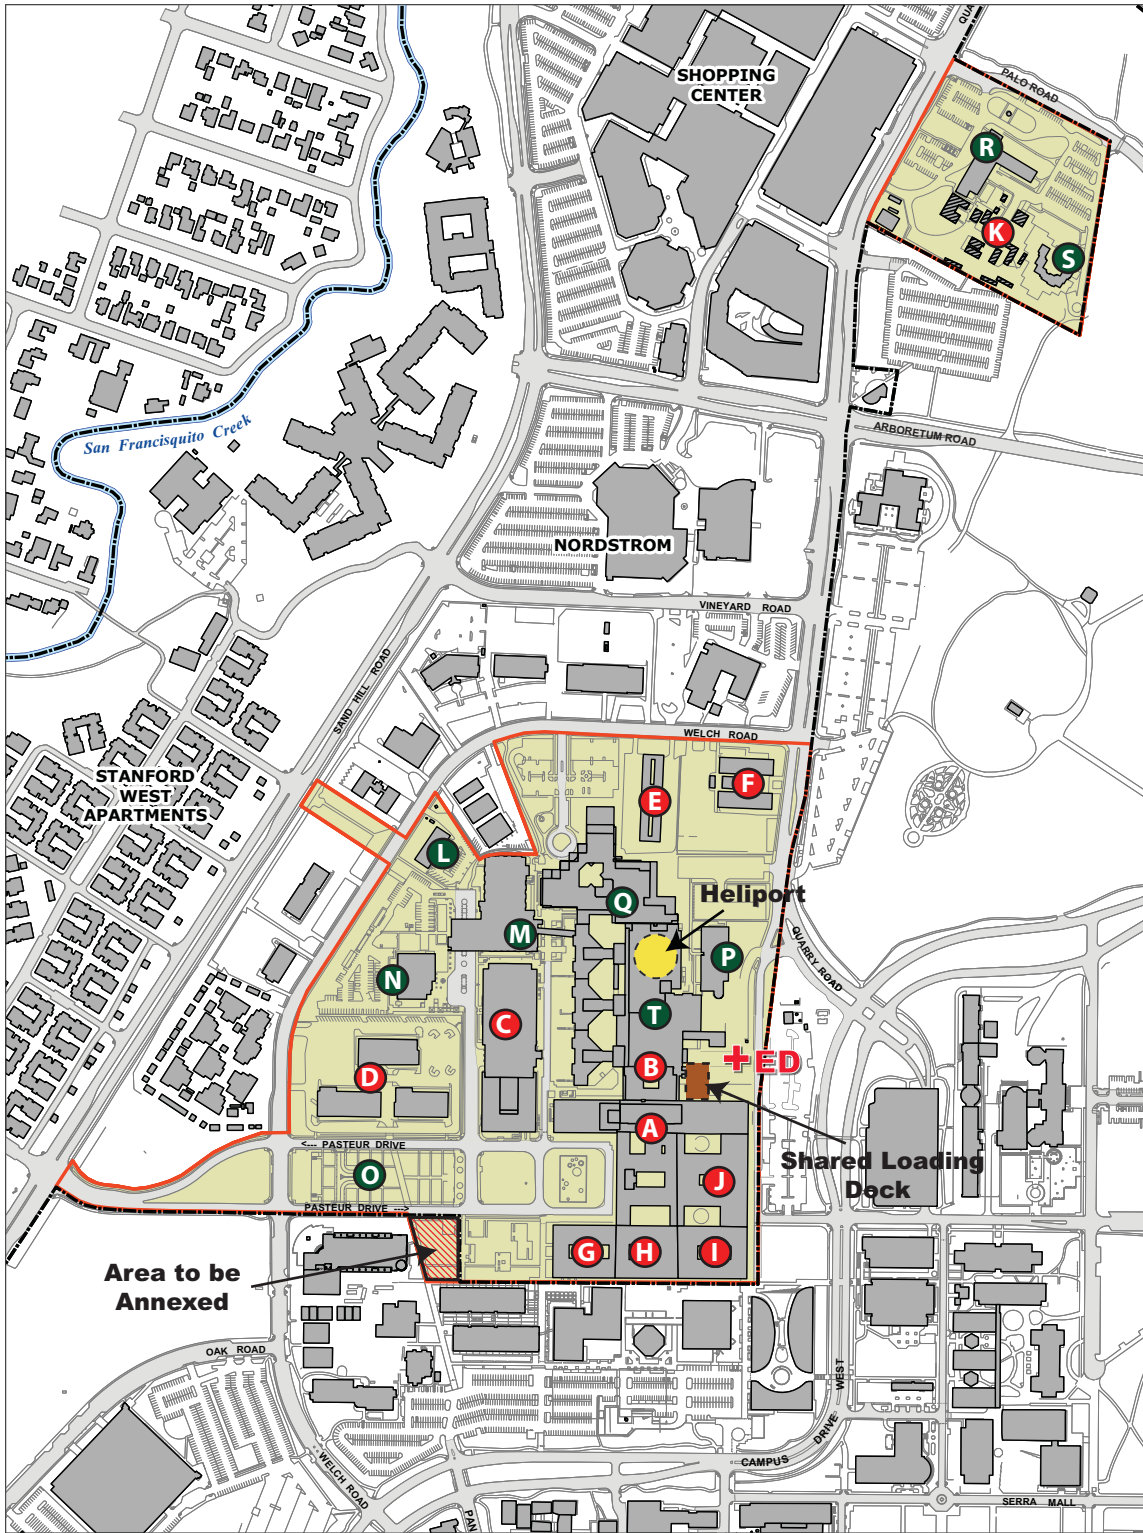 QUA
SHOPPING
CENTER
PALO ROAD
R
K
S
San Francisquito Creek
ARBORETUM ROAD
NORDSTROM
VINEYARD ROAD
SAND HILL ROAD
WELCH ROAD
STANFORD
WEST
APARTMENTS
E
F
L
Heliport
Q
M
P
N
QUARRY ROAD
T
C
B
+ED
D
A
<--- PASTEUR DRIVE
Shared Loading
Dock
O
J
PASTEUR DRIVE --->
G
H
I
Area to be
Annexed
OAK ROAD
WEST
CAMPUS DRIVE
WELCH ROAD
SERRA MALL
PAN